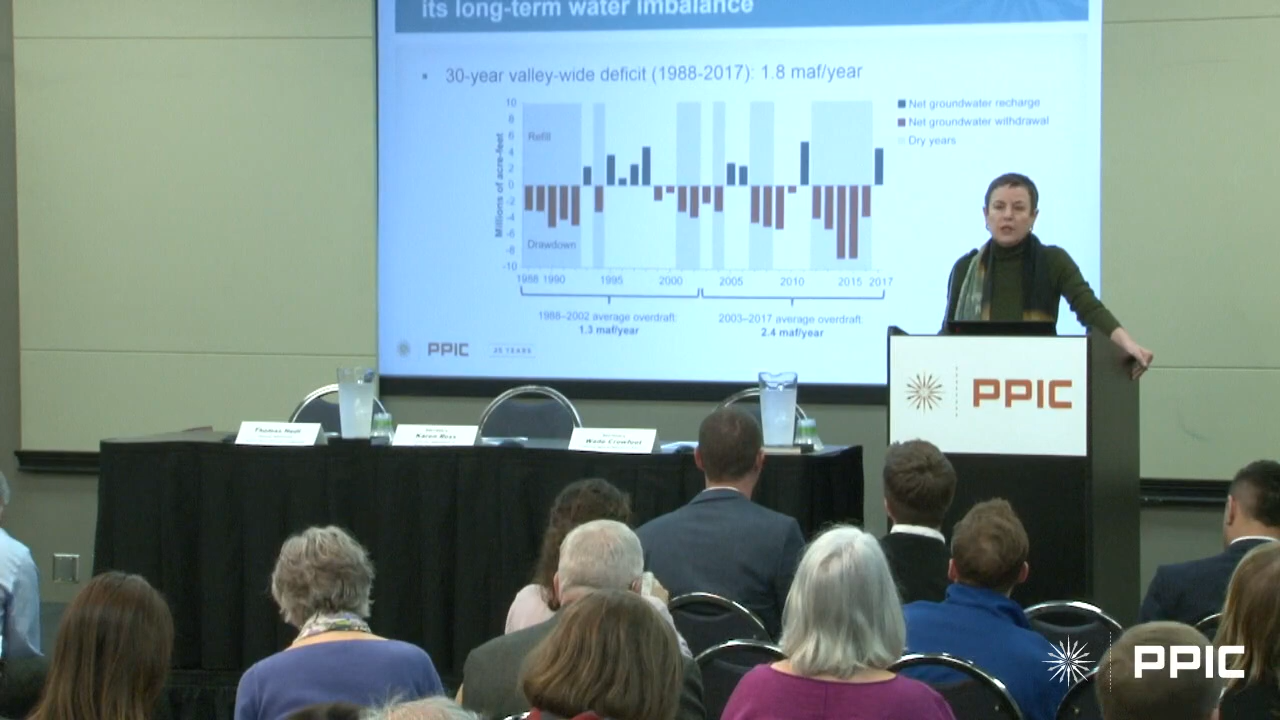 its long-term water imbalance
▪ 30-year valley-wide deficit (1988-2017): 1.8 maf/year
Net groundwater recharge
Net groundwater withdrawal
Dry years
Millions of acre-feet
10
8
6
4
2
0
-2
-4
-6
-8
-10
Refill
Drawdown
1988 1990 1995 2000 2005 2010 2015 2017
1988–2002 average overdraft:
1.3 maf/year
2003–2017 average overdraft:
2.4 maf/year
PPIC
25 YEARS
PPIC
Karen Ross
Wade Crowfoot
PPIC